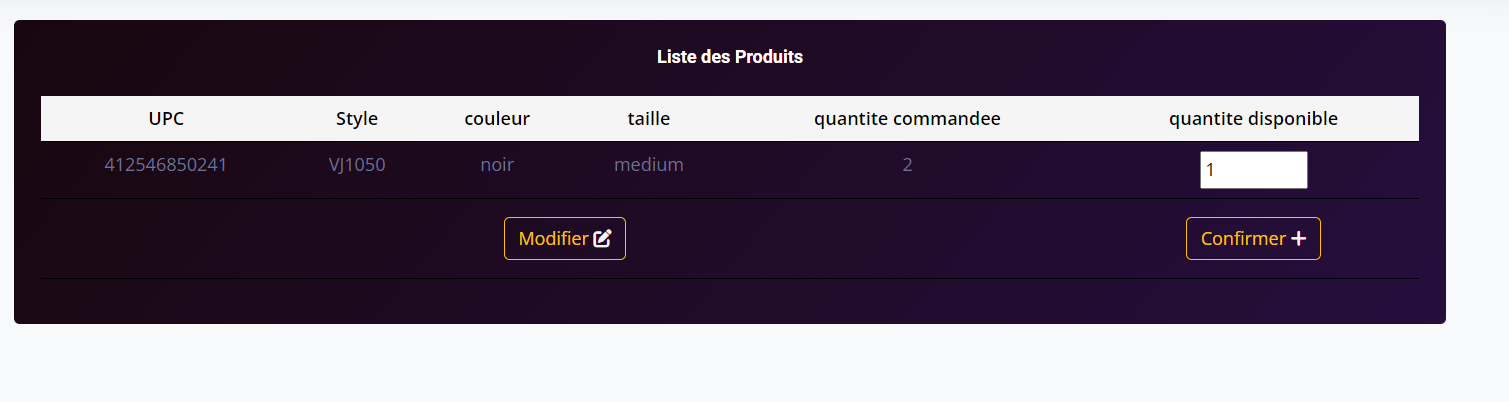 Liste des Produits
UPC Style couleur taille quantite commandee quantite disponible
412546850241 VJ1050 noir medium 2 1
Modifier Confirmer